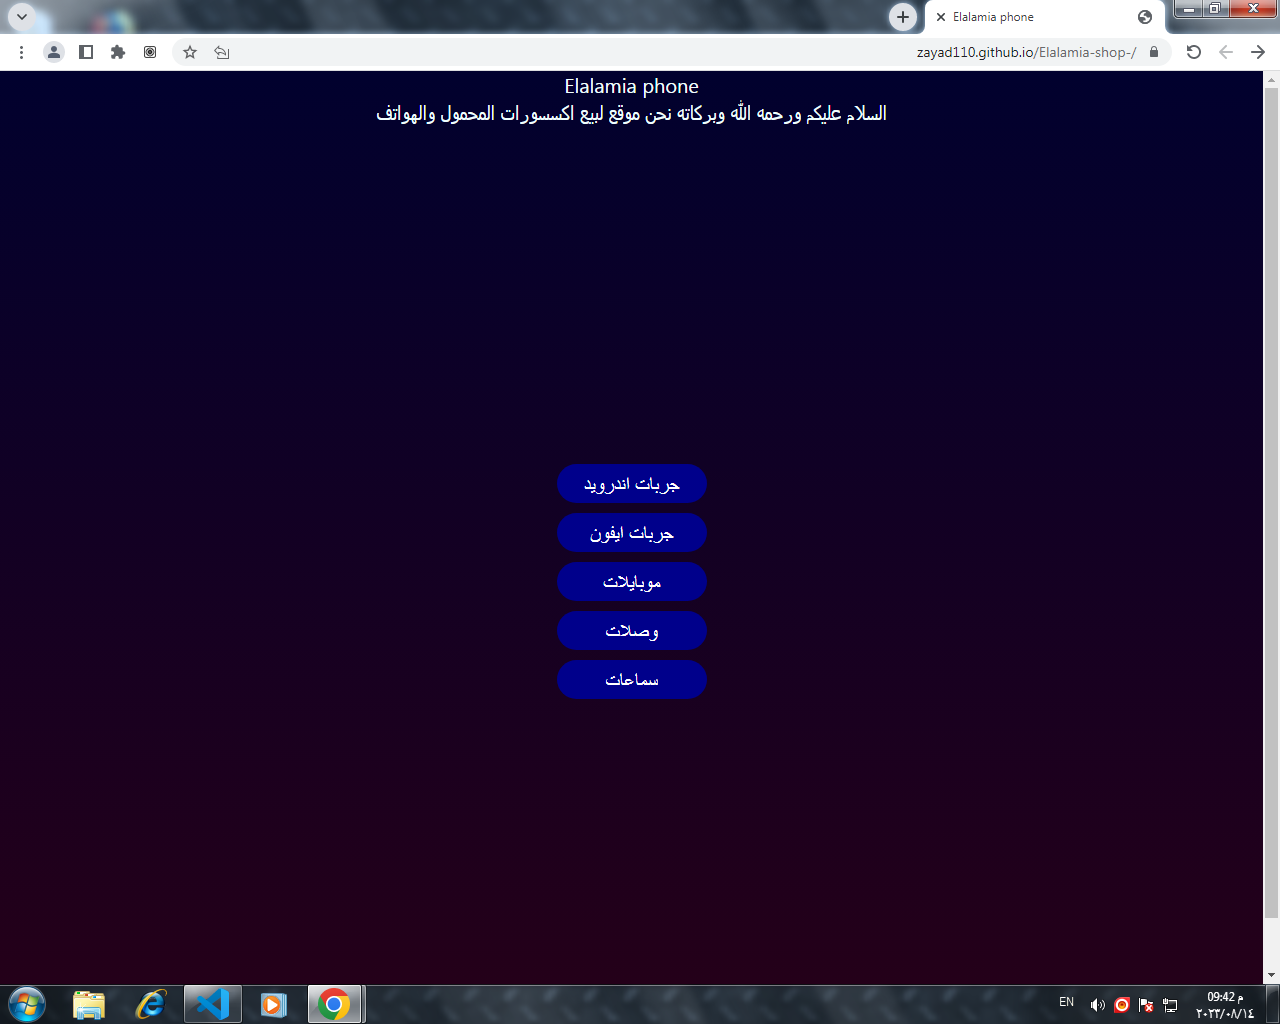 Elalamia phone
zayad110.github.io/Elalamia-shop-/
Elalamia phone
السلام عليكم ورحمه الله وبركاته نحن موقع لبيع اكسسورات المحمول والهواتف
جربات اندرويد
جربات ايفون
موبايلات
وصلات
سماعات
EN
09:42 م
٢٠٢٣/٠٨/١٤